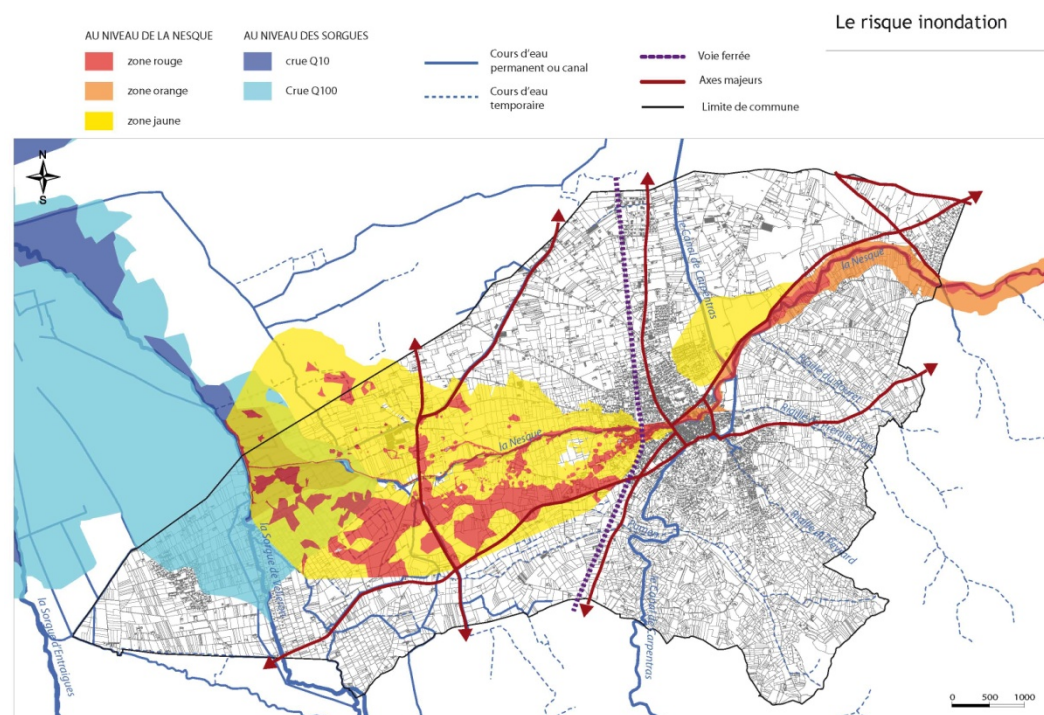 Le risque inondation
AU NIVEAU DE LA NESQUE
zone rouge
zone orange
zone jaune
AU NIVEAU DES SORGUES
crue Q10
Crue Q100
Cours d'eau
permanent ou canal
Cours d'eau
temporaire
Voie ferrée
Axes majeurs
Limite de commune
N
S
la Nesque
le Canal de Carpentras
la Nesque
la Sorgue de Velleron
la Sorgue d'Entraigues
le Canal de Carpentras
0 500 1000